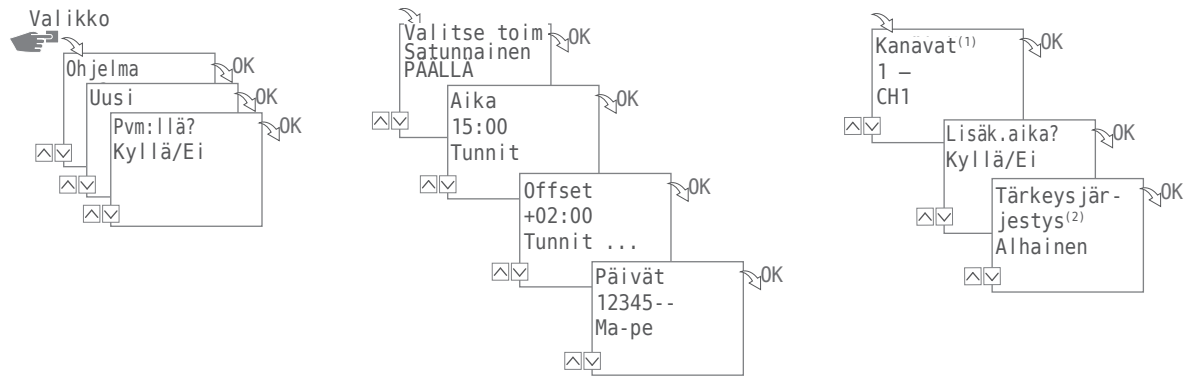 Valikko
Ohjelma
OK
Uusi
OK
Pvm:llä?
OK
Kyllä/Ei
Valitse toim
OK
Satunnainen
PÄÄLLÄ
Aika
OK
15:00
Tunnit
Offset
OK
+02:00
Tunnit ...
Päivät
OK
12345--
Ma-pe
Kanavat(1)
OK
1 –
CH1
Lisäk.aika?
OK
Kyllä/Ei
Tärkeysjär-
OK
jestys(2)
Alhainen